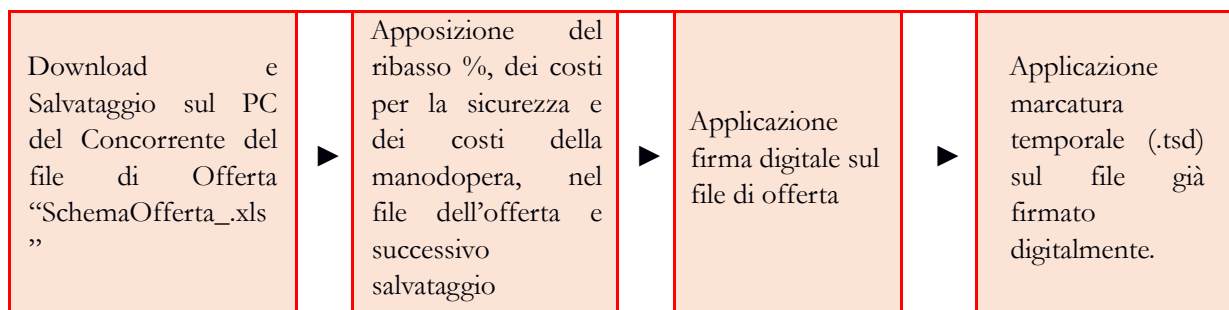 Download e
Salvataggio sul PC
del Concorrente del
file di Offerta
“SchemaOfferta_.xls
”
►
Apposizione del
ribasso %, dei costi
per la sicurezza e
dei costi della
manodopera, nel
file dell’offerta e
successivo
salvataggio
►
Applicazione
firma digitale sul
file di offerta
►
Applicazione
marcatura
temporale (.tsd)
sul file già
firmato
digitalmente.